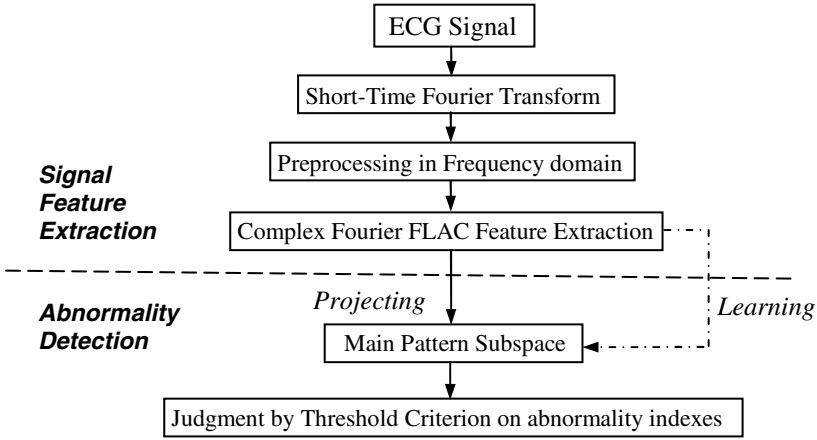 ECG Signal
Short-Time Fourier Transform
Preprocessing in Frequency domain
Signal
Feature
Extraction
Complex Fourier FLAC Feature Extraction
Projecting
Learning
Abnormality
Detection
Main Pattern Subspace
Judgment by Threshold Criterion on abnormality indexes